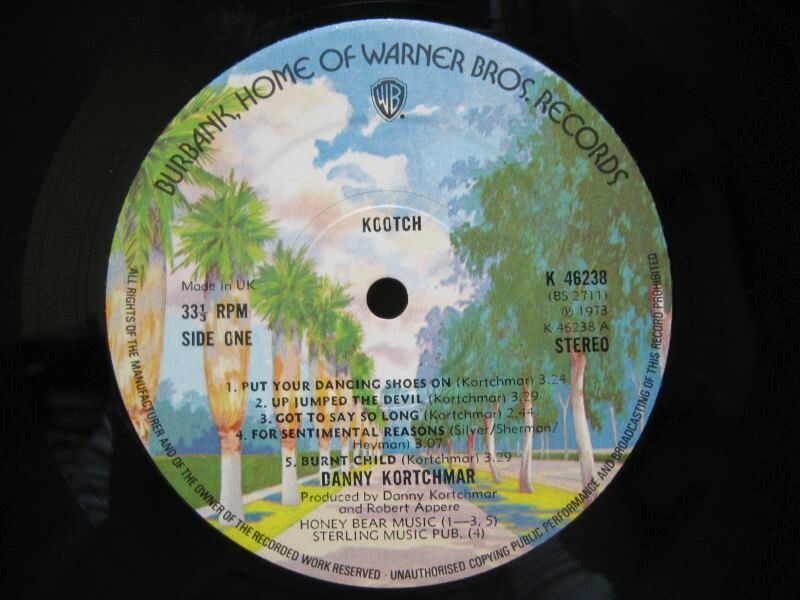 BURBANK, HOME OF WARNER BROS. RECORDS
WB
KOOTCH
Made in UK
33⅓ RPM
SIDE ONE
K 46238
(BS 2711)
℗ 1973
K 46238 A
STEREO
1. PUT YOUR DANCING SHOES ON (Kortchmar) 3.24
2. UP JUMPED THE DEVIL (Kortchmar) 3.29
3. GOT TO SAY SO LONG (Kortchmar) 2.44
4. FOR SENTIMENTAL REASONS (Silver/Sherman/
Heyman) 3.07
5. BURNT CHILD (Kortchmar) 3.29
DANNY KORTCHMAR
Produced by Danny Kortchmar
and Robert Appere
HONEY BEAR MUSIC (1—3, 5)
STERLING MUSIC PUB. (4)
ALL RIGHTS OF THE MANUFACTURER AND OF THE OWNER OF THE RECORDED WORK RESERVED · UNAUTHORISED COPYING PUBLIC PERFORMANCE AND BROADCASTING OF THIS RECORD PROHIBITED